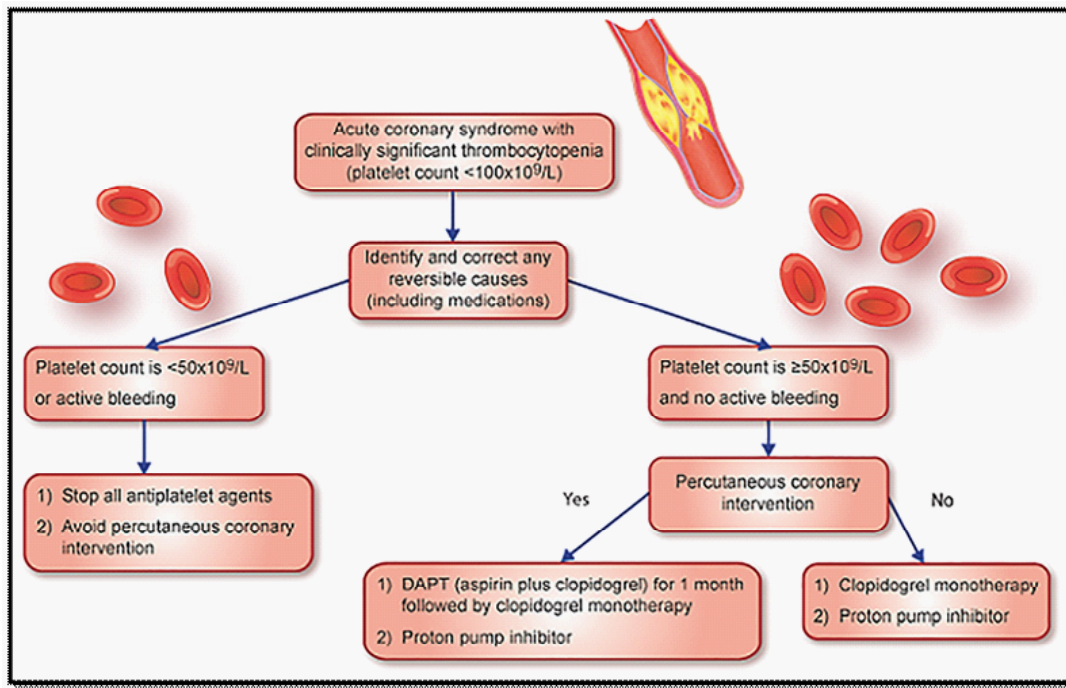 Acute coronary syndrome with
clinically significant thrombocytopenia
(platelet count <100x10⁹/L)
Identify and correct any
reversible causes
(including medications)
Platelet count is <50x10⁹/L
or active bleeding
Platelet count is ≥50x10⁹/L
and no active bleeding
1) Stop all antiplatelet agents
2) Avoid percutaneous coronary
intervention
Percutaneous coronary
intervention
Yes
No
1) DAPT (aspirin plus clopidogrel) for 1 month
followed by clopidogrel monotherapy
2) Proton pump inhibitor
1) Clopidogrel monotherapy
2) Proton pump inhibitor